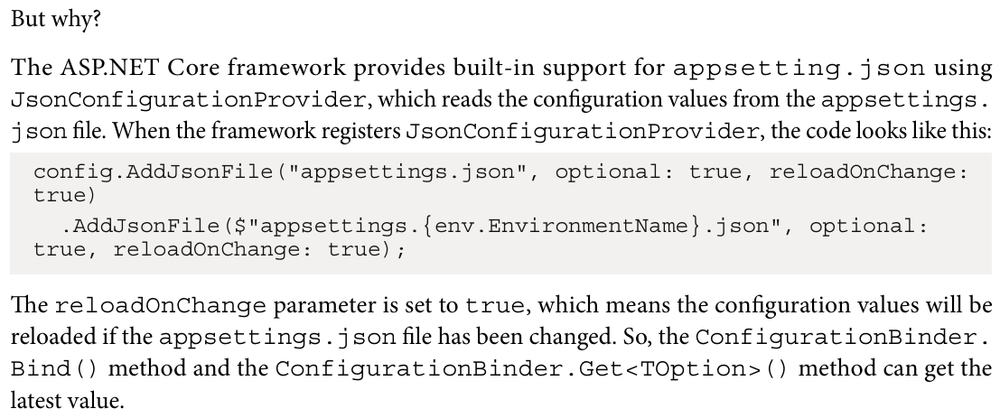 But why?
The ASP.NET Core framework provides built-in support for appsetting.json using
JsonConfigurationProvider, which reads the configuration values from the appsettings.
json file. When the framework registers JsonConfigurationProvider, the code looks like this:
config.AddJsonFile("appsettings.json", optional: true, reloadOnChange:
true)
.AddJsonFile($"appsettings.{env.EnvironmentName}.json", optional:
true, reloadOnChange: true);
The reloadOnChange parameter is set to true, which means the configuration values will be
reloaded if the appsettings.json file has been changed. So, the ConfigurationBinder.
Bind() method and the ConfigurationBinder.Get<TOption>() method can get the
latest value.